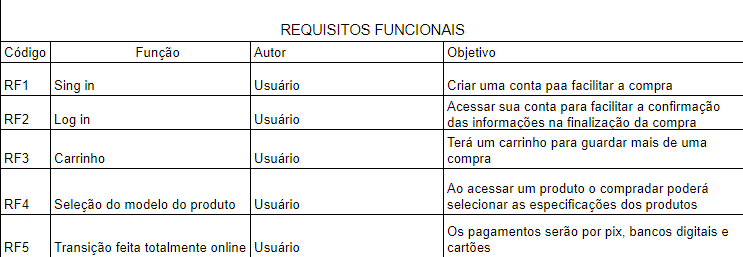 REQUISITOS FUNCIONAIS
Código Função Autor Objetivo
RF1 Sing in Usuário Criar uma conta paa facilitar a compra
RF2 Log in Usuário Acessar sua conta para facilitar a confirmação
das informações na finalização da compra
RF3 Carrinho Usuário Terá um carrinho para guardar mais de uma
compra
RF4 Seleção do modelo do produto Usuário Ao acessar um produto o compradar poderá
selecionar as especificações dos produtos
RF5 Transição feita totalmente online Usuário Os pagamentos serão por pix, bancos digitais e
cartões